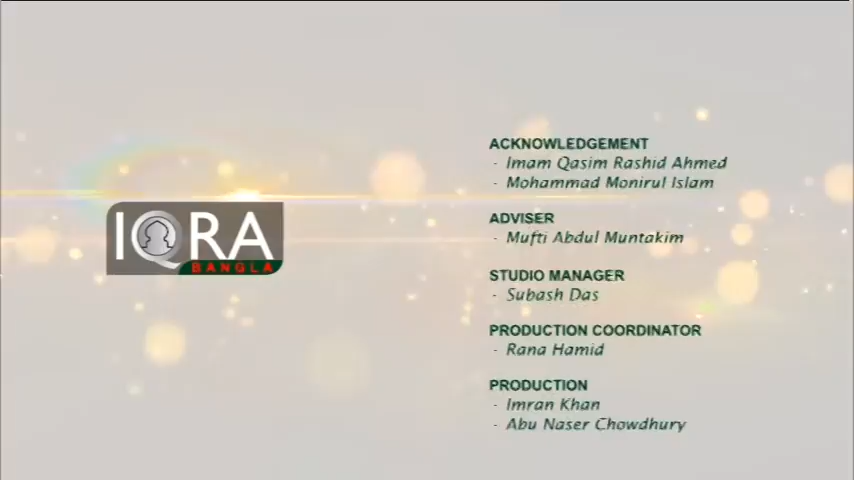 IQRA
BANGLA
ACKNOWLEDGEMENT
- Imam Qasim Rashid Ahmed
- Mohammad Monirul Islam
ADVISER
- Mufti Abdul Muntakim
STUDIO MANAGER
- Subash Das
PRODUCTION COORDINATOR
- Rana Hamid
PRODUCTION
- Imran Khan
- Abu Naser Chowdhury